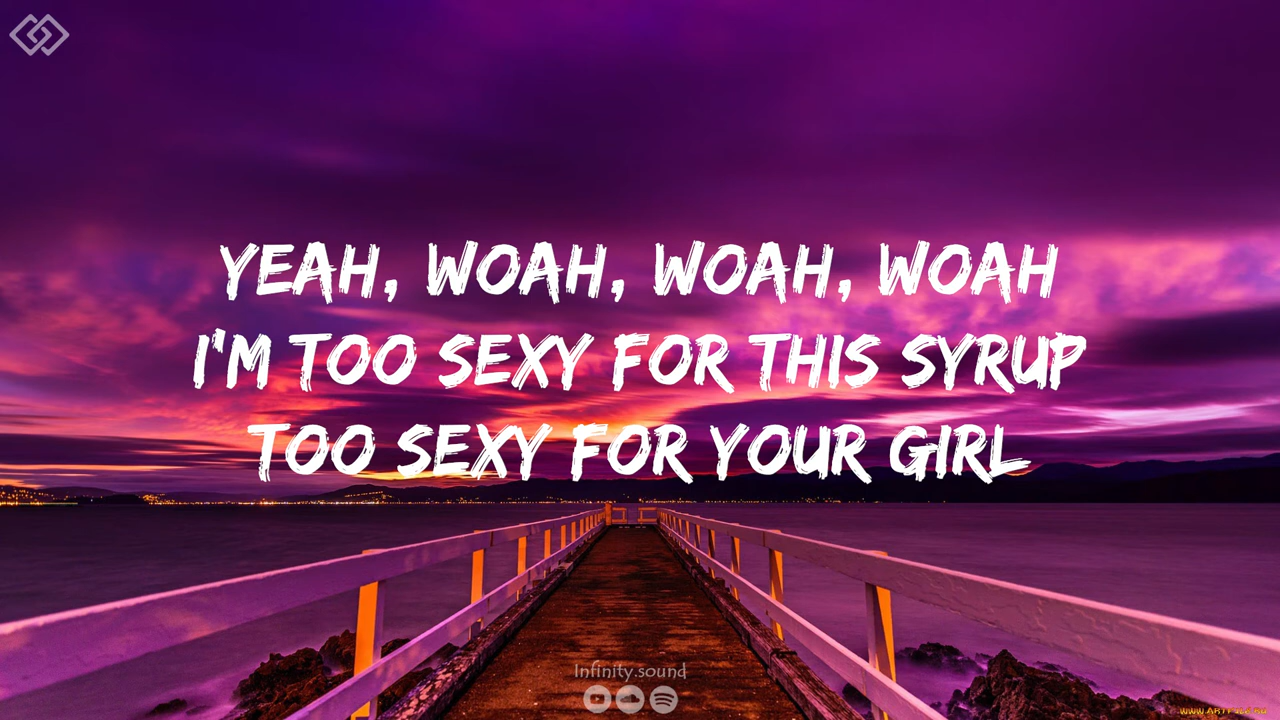 YEAH, WOAH, WOAH, WOAH
I'M TOO SEXY FOR THIS SYRUP
TOO SEXY FOR YOUR GIRL
Infinity.sound